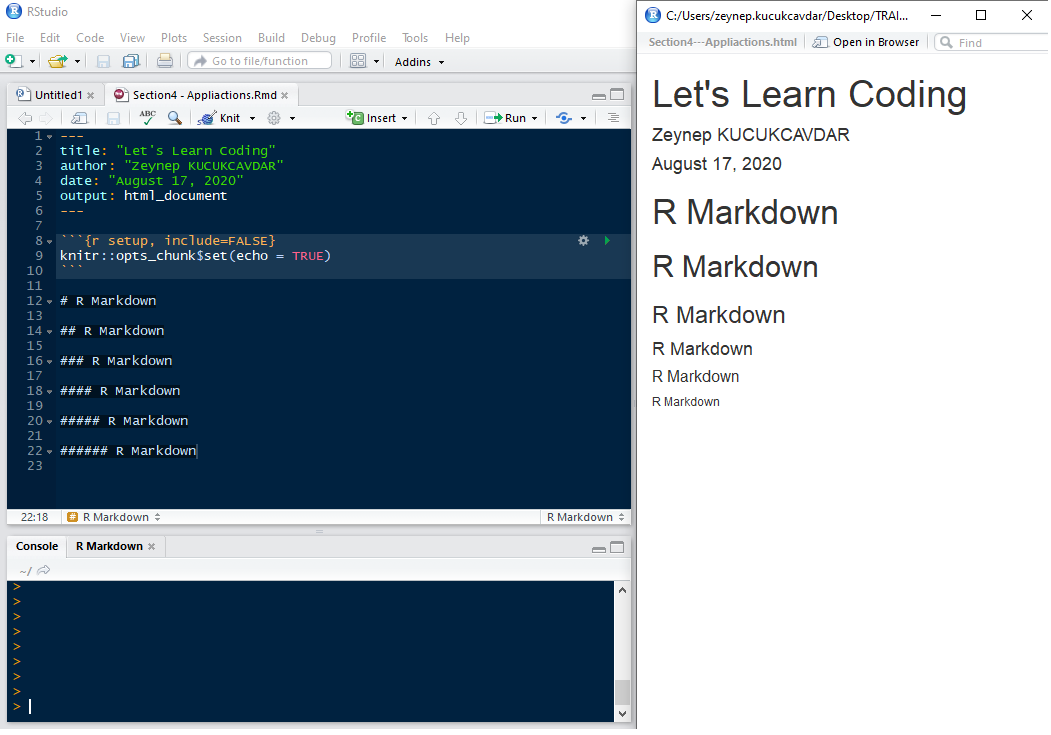 RStudio
File Edit Code View Plots Session Build Debug Profile Tools Help
Go to file/function
Addins
Untitled1
Section4 - Appliactions.Rmd
ABC
Knit
Insert
Run
1 ---
2 title: "Let's Learn Coding"
3 author: "Zeynep KUCUKCAVDAR"
4 date: "August 17, 2020"
5 output: html_document
6 ---
7
8 ```{r setup, include=FALSE}
9 knitr::opts_chunk$set(echo = TRUE)
10 ```
11
12 # R Markdown
13
14 ## R Markdown
15
16 ### R Markdown
17
18 #### R Markdown
19
20 ##### R Markdown
21
22 ###### R Markdown
23
22:18 # R Markdown R Markdown
Console R Markdown
~/
>
>
>
>
>
>
>
>
>
C:/Users/zeynep.kucukcavdar/Desktop/TRAI...
Section4---Appliactions.html Open in Browser Find
Let's Learn Coding
Zeynep KUCUKCAVDAR
August 17, 2020
R Markdown
R Markdown
R Markdown
R Markdown
R Markdown
R Markdown